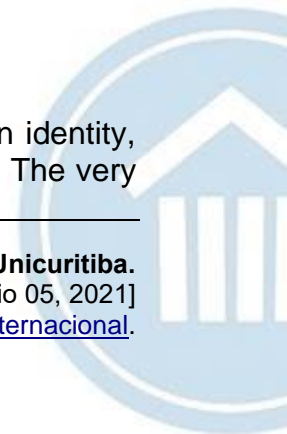 n identity,
The very
Unicuritiba.
io 05, 2021]
ternacional.